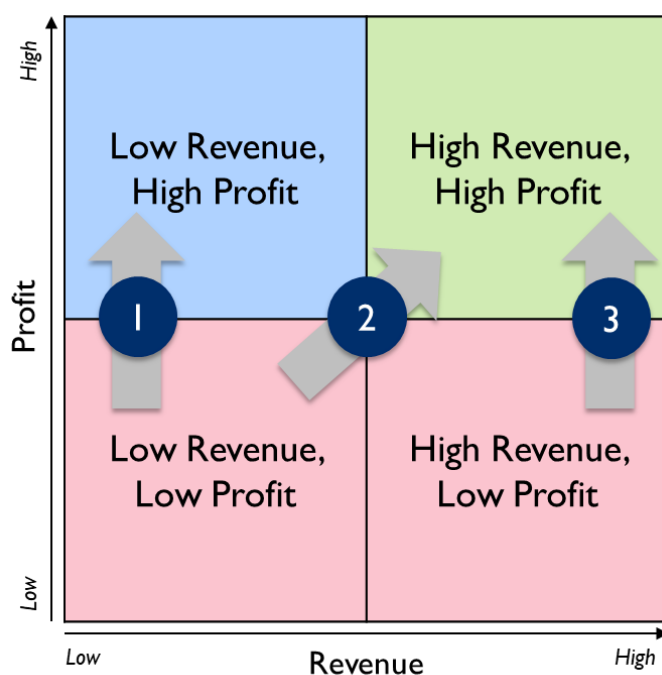 High
Low Revenue,
High Profit
High Revenue,
High Profit
1
2
3
Profit
Low Revenue,
Low Profit
High Revenue,
Low Profit
Low
Low
Revenue
High